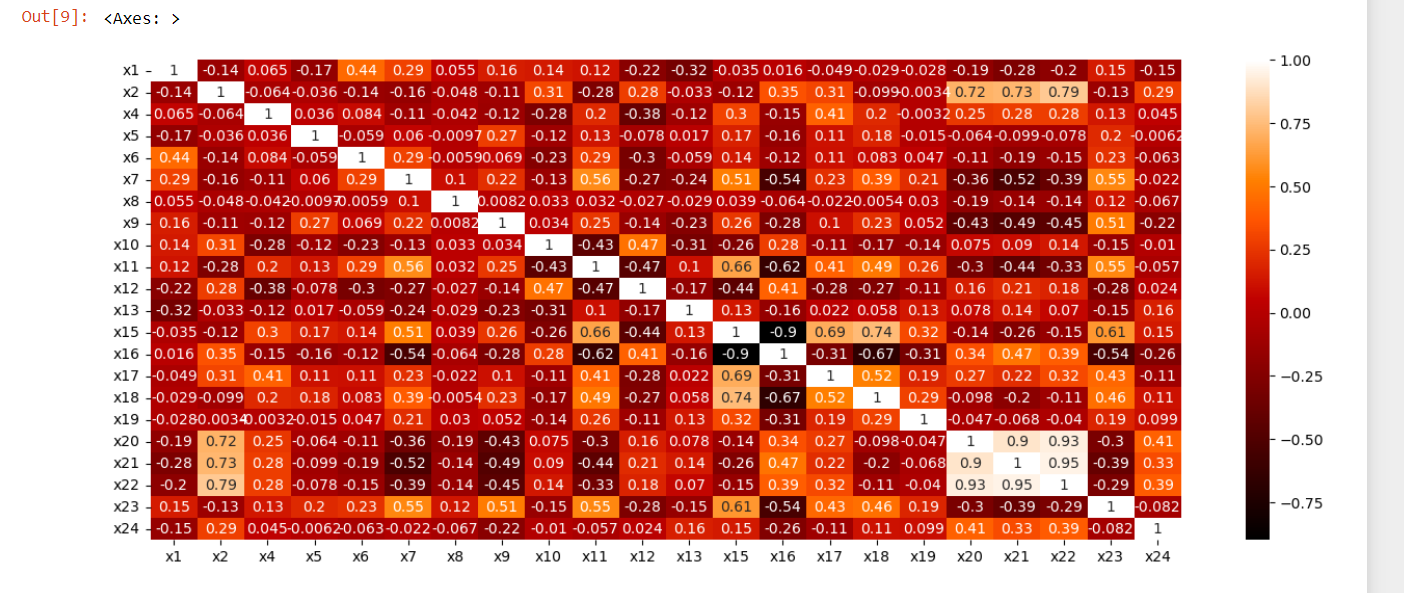 Out[9]: <Axes: >
x1 1 -0.14 0.065 -0.17 0.44 0.29 0.055 0.16 0.14 0.12 -0.22 -0.32 -0.035 0.016 -0.049 -0.029 -0.028 -0.19 -0.28 -0.2 0.15 -0.15
x2 -0.14 1 -0.064 -0.036 -0.14 -0.16 -0.048 -0.11 0.31 -0.28 0.28 -0.033 -0.12 0.35 0.31 -0.099 -0.0034 0.72 0.73 0.79 -0.13 0.29
x4 0.065 -0.064 1 0.036 0.084 -0.11 -0.042 -0.12 -0.28 0.2 -0.38 -0.12 0.3 -0.15 0.41 0.2 -0.0032 0.25 0.28 0.28 0.13 0.045
x5 -0.17 -0.036 0.036 1 -0.059 0.06 -0.0097 0.27 -0.12 0.13 -0.078 0.017 0.17 -0.16 0.11 0.18 -0.015 -0.064 -0.099 -0.078 0.2 -0.0062
x6 0.44 -0.14 0.084 -0.059 1 0.29 -0.0059 0.069 -0.23 0.29 -0.3 -0.059 0.14 -0.12 0.11 0.083 0.047 -0.11 -0.19 -0.15 0.23 -0.063
x7 0.29 -0.16 -0.11 0.06 0.29 1 0.1 0.22 -0.13 0.56 -0.27 -0.24 0.51 -0.54 0.23 0.39 0.21 -0.36 -0.52 -0.39 0.55 -0.022
x8 0.055 -0.048 -0.042 -0.0097 -0.0059 0.1 1 0.0082 0.033 0.032 -0.027 -0.029 0.039 -0.064 -0.022 -0.0054 0.03 -0.19 -0.14 -0.14 0.12 -0.067
x9 0.16 -0.11 -0.12 0.27 0.069 0.22 0.0082 1 0.034 0.25 -0.14 -0.23 0.26 -0.28 0.1 0.23 0.052 -0.43 -0.49 -0.45 0.51 -0.22
x10 0.14 0.31 -0.28 -0.12 -0.23 -0.13 0.033 0.034 1 -0.43 0.47 -0.31 -0.26 0.28 -0.11 -0.17 -0.14 0.075 0.09 0.14 -0.15 -0.01
x11 0.12 -0.28 0.2 0.13 0.29 0.56 0.032 0.25 -0.43 1 -0.47 0.1 0.66 -0.62 0.41 0.49 0.26 -0.3 -0.44 -0.33 0.55 -0.057
x12 -0.22 0.28 -0.38 -0.078 -0.3 -0.27 -0.027 -0.14 0.47 -0.47 1 -0.17 -0.44 0.41 -0.28 -0.27 -0.11 0.16 0.21 0.18 -0.28 0.024
x13 -0.32 -0.033 -0.12 0.017 -0.059 -0.24 -0.029 -0.23 -0.31 0.1 -0.17 1 0.13 -0.16 0.022 0.058 0.13 0.078 0.14 0.07 -0.15 0.16
x15 -0.035 -0.12 0.3 0.17 0.14 0.51 0.039 0.26 -0.26 0.66 -0.44 0.13 1 -0.9 0.69 0.74 0.32 -0.14 -0.26 -0.15 0.61 0.15
x16 0.016 0.35 -0.15 -0.16 -0.12 -0.54 -0.064 -0.28 0.28 -0.62 0.41 -0.16 -0.9 1 -0.31 -0.67 -0.31 0.34 0.47 0.39 -0.54 -0.26
x17 -0.049 0.31 0.41 0.11 0.11 0.23 -0.022 0.1 -0.11 0.41 -0.28 0.022 0.69 -0.31 1 0.52 0.19 0.27 0.22 0.32 0.43 -0.11
x18 -0.029 -0.099 0.2 0.18 0.083 0.39 -0.0054 0.23 -0.17 0.49 -0.27 0.058 0.74 -0.67 0.52 1 0.29 -0.098 -0.2 -0.11 0.46 0.11
x19 -0.028 -0.0034 -0.0032 -0.015 0.047 0.21 0.03 0.052 -0.14 0.26 -0.11 0.13 0.32 -0.31 0.19 0.29 1 -0.047 -0.068 -0.04 0.19 0.099
x20 -0.19 0.72 0.25 -0.064 -0.11 -0.36 -0.19 -0.43 0.075 -0.3 0.16 0.078 -0.14 0.34 0.27 -0.098 -0.047 1 0.9 0.93 -0.3 0.41
x21 -0.28 0.73 0.28 -0.099 -0.19 -0.52 -0.14 -0.49 0.09 -0.44 0.21 0.14 -0.26 0.47 0.22 -0.2 -0.068 0.9 1 0.95 -0.39 0.33
x22 -0.2 0.79 0.28 -0.078 -0.15 -0.39 -0.14 -0.45 0.14 -0.33 0.18 0.07 -0.15 0.39 0.32 -0.11 -0.04 0.93 0.95 1 -0.29 0.39
x23 0.15 -0.13 0.13 0.2 0.23 0.55 0.12 0.51 -0.15 0.55 -0.28 -0.15 0.61 -0.54 0.43 0.46 0.19 -0.3 -0.39 -0.29 1 -0.082
x24 -0.15 0.29 0.045 -0.0062 -0.063 -0.022 -0.067 -0.22 -0.01 -0.057 0.024 0.16 0.15 -0.26 -0.11 0.11 0.099 0.41 0.33 0.39 -0.082 1
x1 x2 x4 x5 x6 x7 x8 x9 x10 x11 x12 x13 x15 x16 x17 x18 x19 x20 x21 x22 x23 x24
1.00
0.75
0.50
0.25
0.00
−0.25
−0.50
−0.75